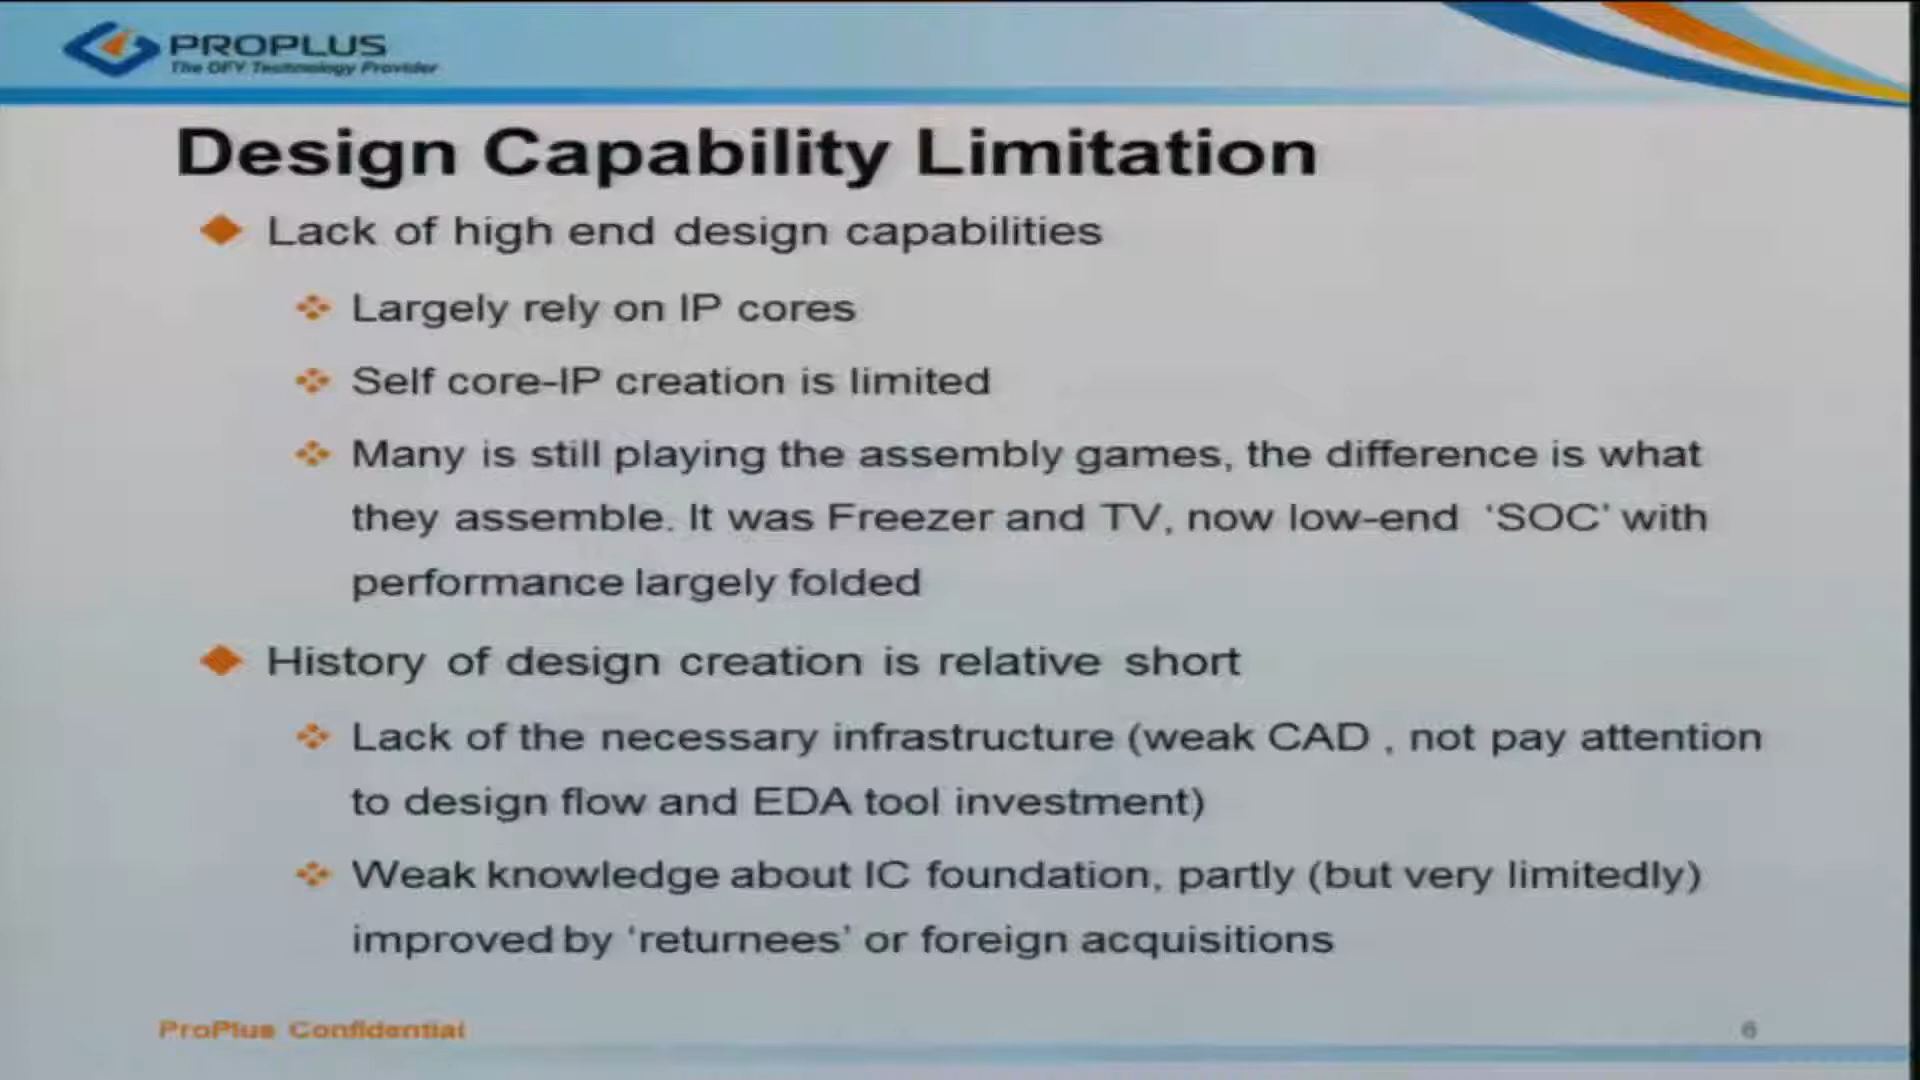 PROPLUS
The DFY Technology Provider
Design Capability Limitation
Lack of high end design capabilities
Largely rely on IP cores
Self core-IP creation is limited
Many is still playing the assembly games, the difference is what
they assemble. It was Freezer and TV, now low-end ‘SOC’ with
performance largely folded
History of design creation is relative short
Lack of the necessary infrastructure (weak CAD , not pay attention
to design flow and EDA tool investment)
Weak knowledge about IC foundation, partly (but very limitedly)
improved by ‘returnees’ or foreign acquisitions
ProPlus Confidential
6